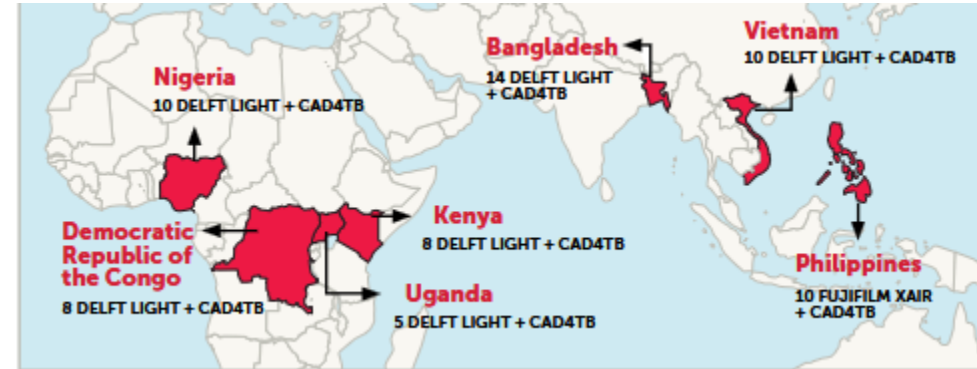 Nigeria
10 DELFT LIGHT + CAD4TB
Democratic
Republic of
the Congo
8 DELFT LIGHT + CAD4TB
Kenya
8 DELFT LIGHT + CAD4TB
Uganda
5 DELFT LIGHT + CAD4TB
Bangladesh
14 DELFT LIGHT
+ CAD4TB
Vietnam
10 DELFT LIGHT + CAD4TB
Philippines
10 FUJIFILM XAIR
+ CAD4TB